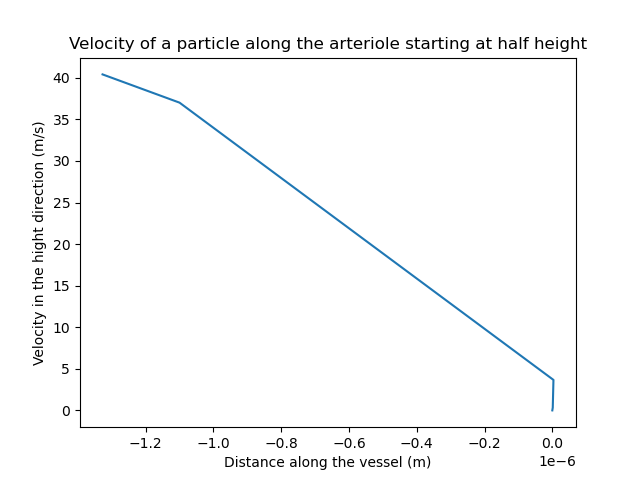 Velocity of a particle along the arteriole starting at half height
Velocity in the hight direction (m/s)
40
35
30
25
20
15
10
5
0
−1.2 −1.0 −0.8 −0.6 −0.4 −0.2 0.0
1e−6
Distance along the vessel (m)